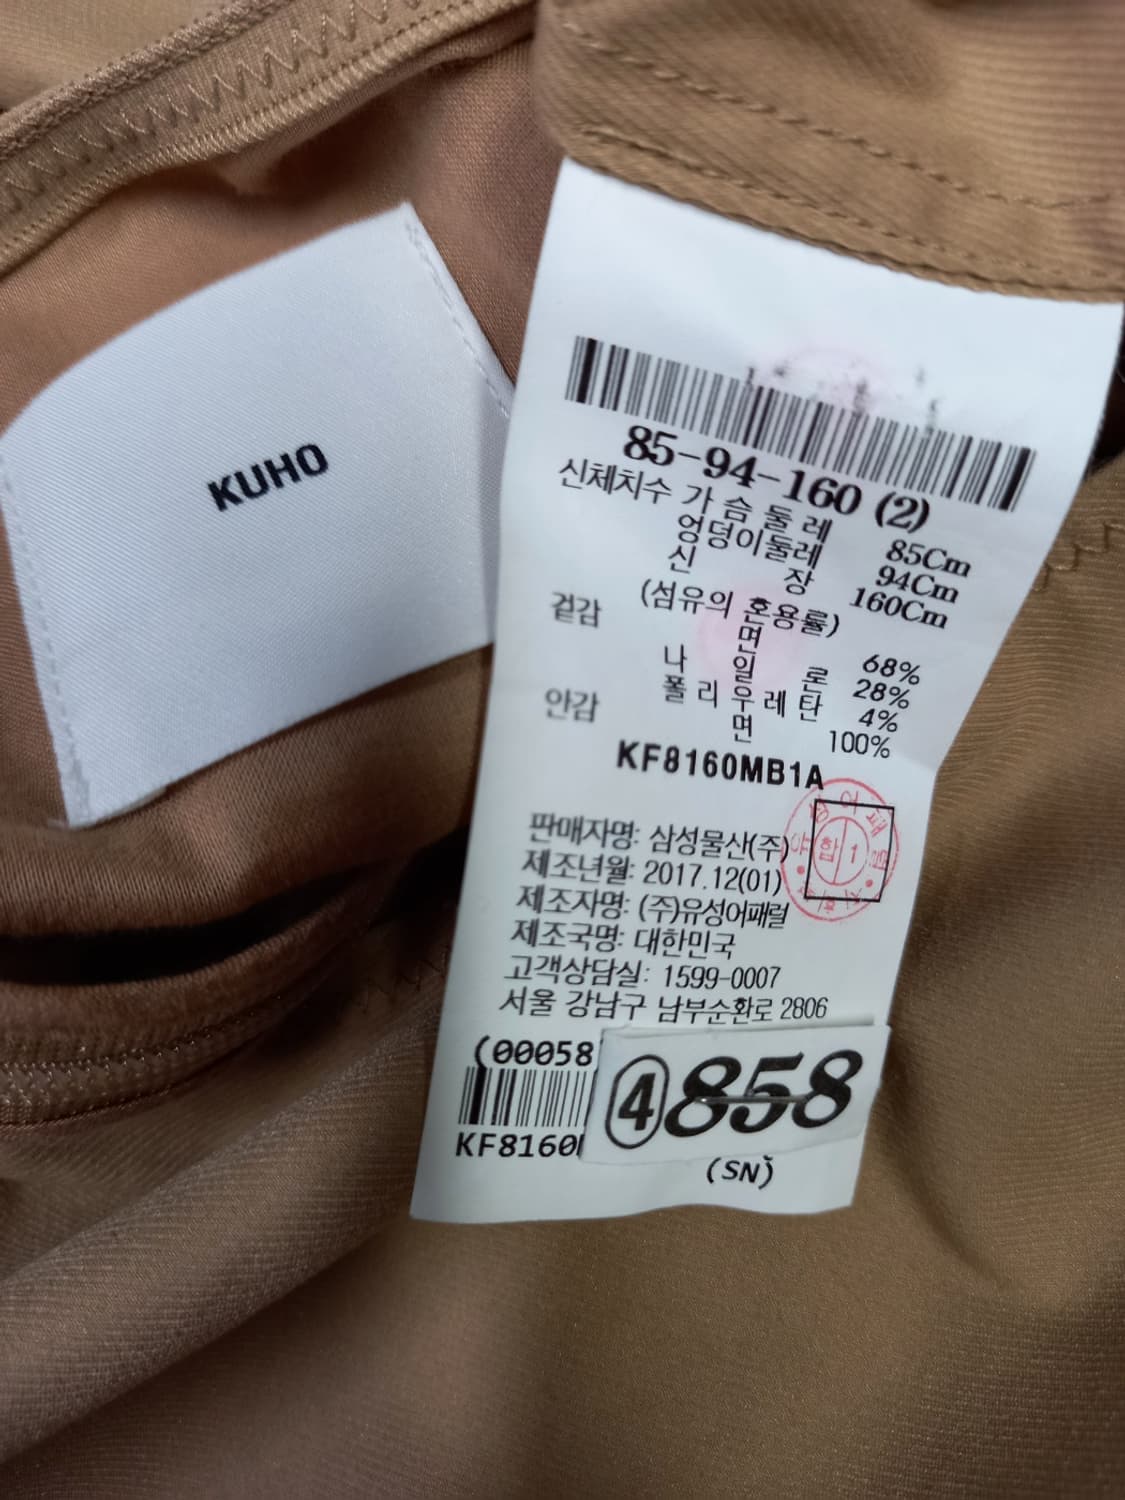 KUHO
85-94-160 (2)
신체치수 가슴둘레 85Cm
엉덩이둘레 94Cm
신장 160Cm
(섬유의 혼용률)
겉감 면 68%
나일론 28%
폴리우레탄 4%
안감 면 100%
KF8160MB1A
합 1
판매자명: 삼성물산(주)
제조년월: 2017.12(01)
제조자명: (주)유성어패럴
제조국명: 대한민국
고객상담실: 1599-0007
서울 강남구 남부순환로 2806
(00058
④858
KF8160
(SN)